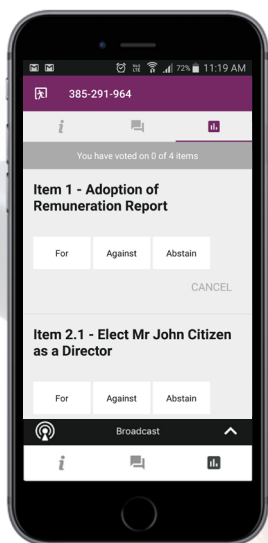 72% 11:19 AM
385-291-964
i
You have voted on 0 of 4 items
Item 1 - Adoption of
Remuneration Report
For Against Abstain
CANCEL
Item 2.1 - Elect Mr John Citizen
as a Director
For Against Abstain
Broadcast
i